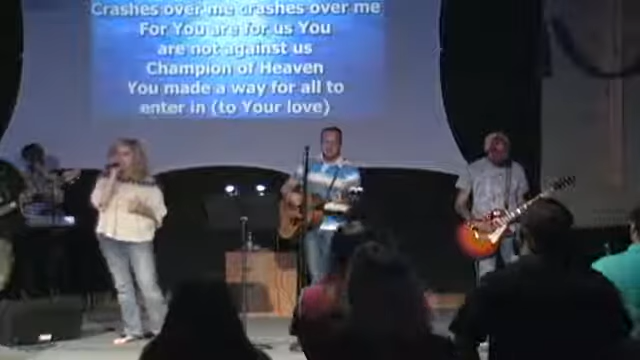 Crashes over me crashes over me
For You are for us You
are not against us
Champion of Heaven
You made a way for all to
enter in (to Your love)